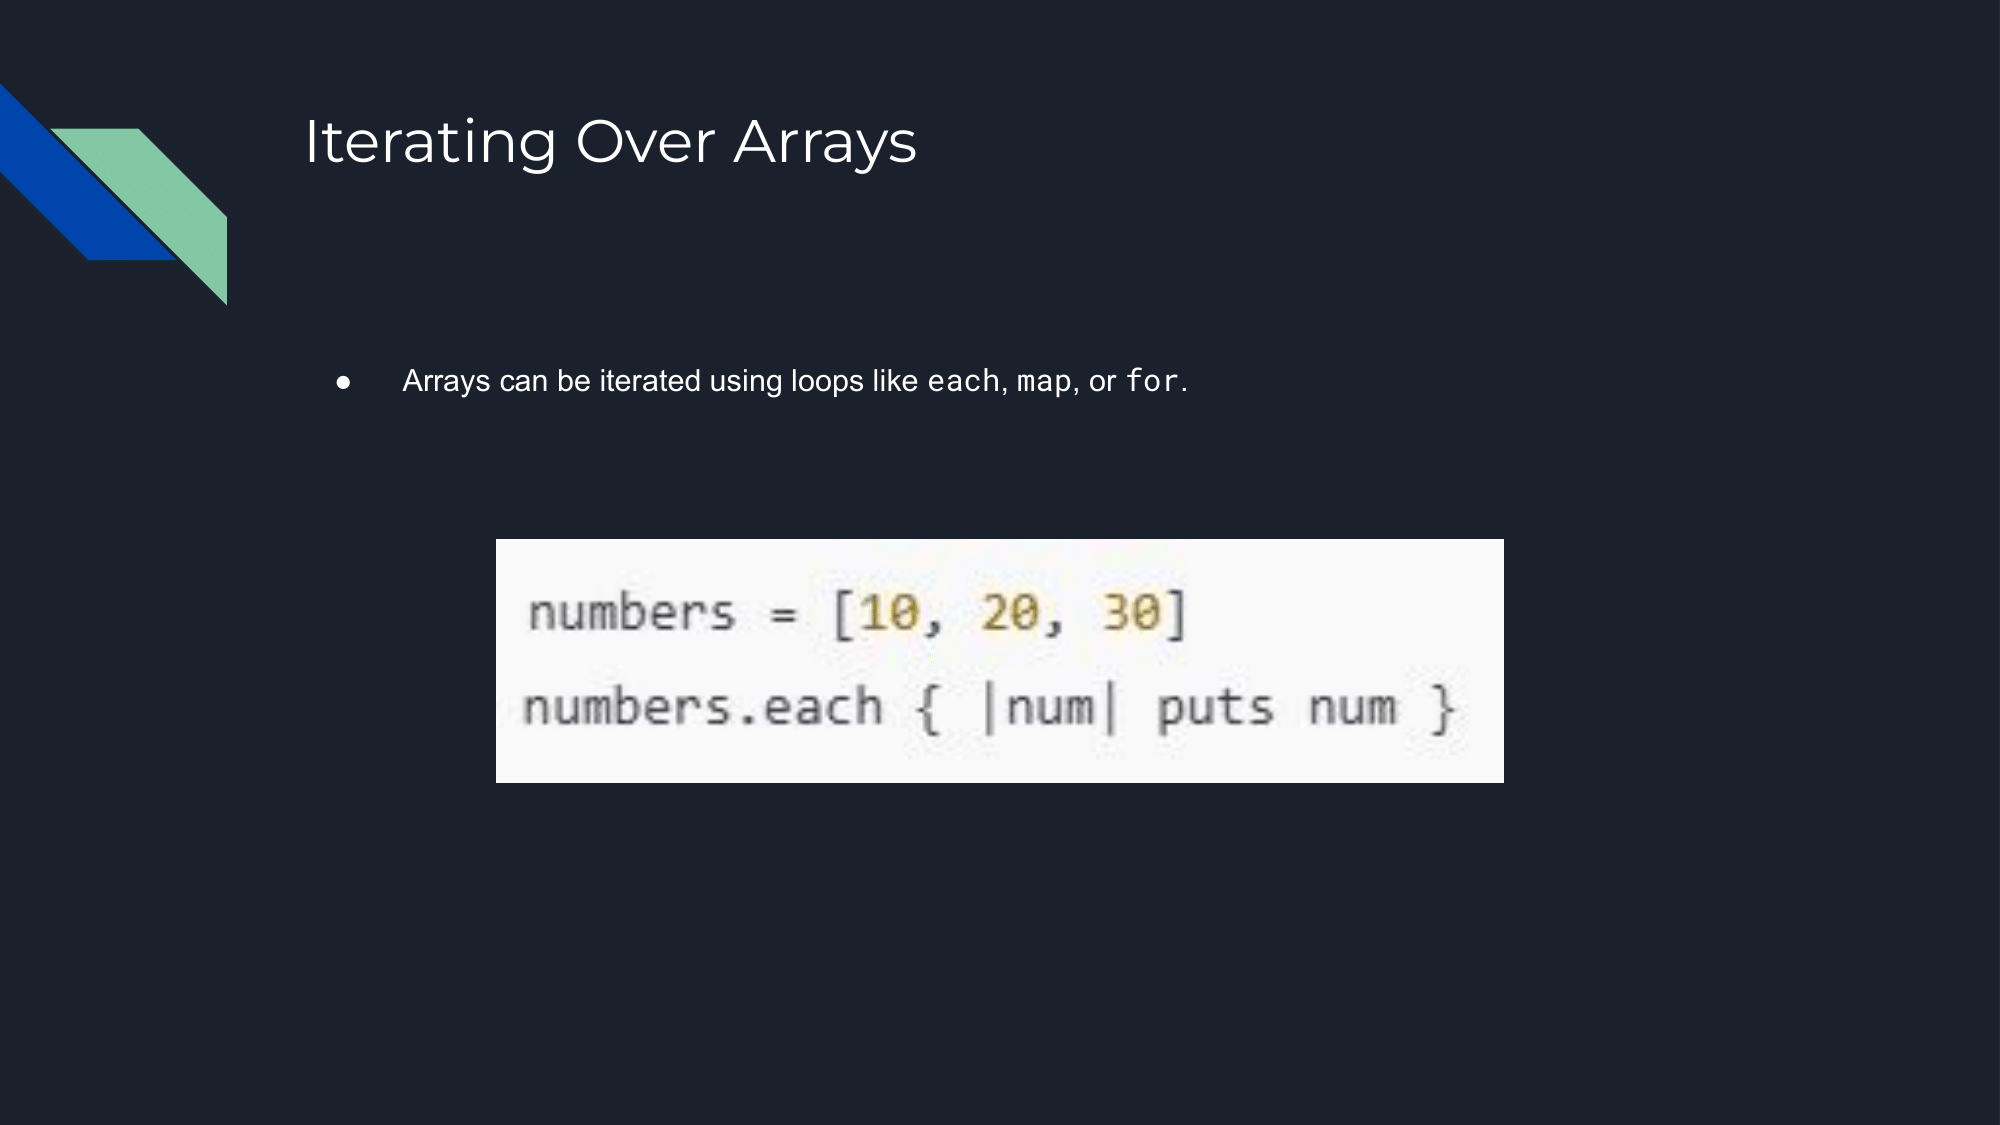 Iterating Over Arrays
● Arrays can be iterated using loops like each, map, or for.
numbers = [10, 20, 30]
numbers.each { |num| puts num }